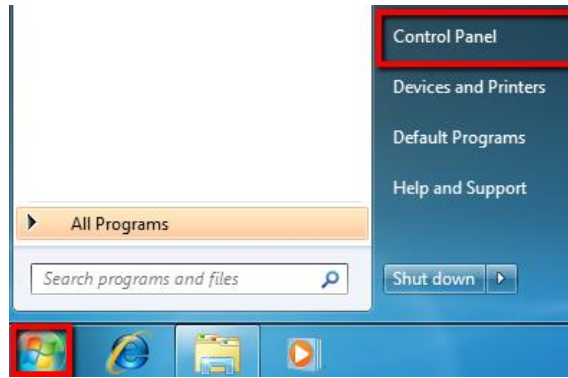 Control Panel
Devices and Printers
Default Programs
Help and Support
All Programs
Search programs and files
Shut down